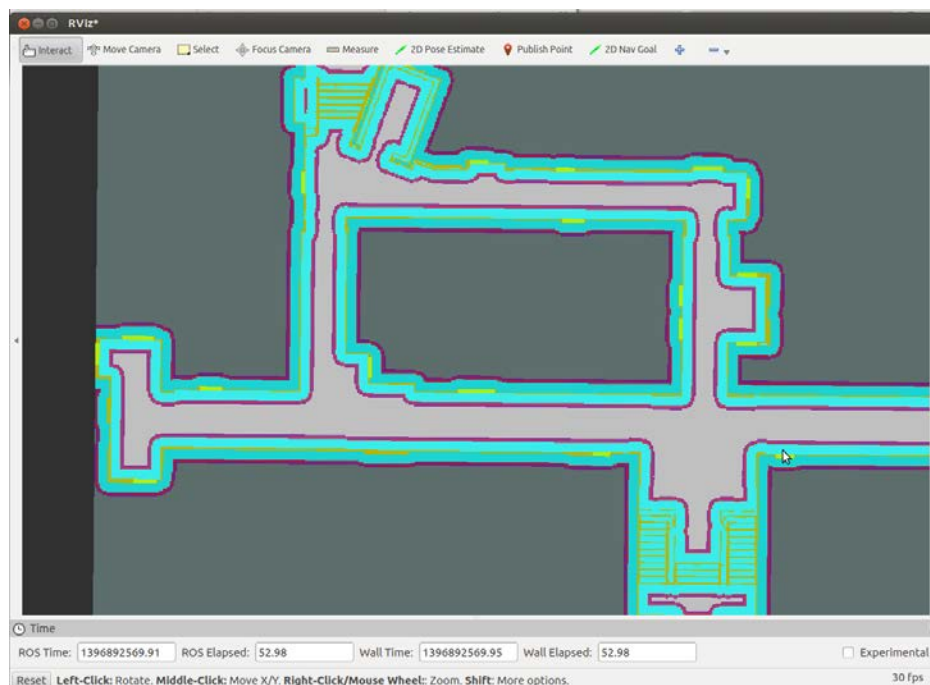 RViz*
Interact Move Camera Select Focus Camera Measure 2D Pose Estimate Publish Point 2D Nav Goal
Time
ROS Time: 1396892569.91 ROS Elapsed: 52.98 Wall Time: 1396892569.95 Wall Elapsed: 52.98 Experimental
Reset Left-Click: Rotate. Middle-Click: Move X/Y. Right-Click/Mouse Wheel:: Zoom. Shift: More options. 30 fps